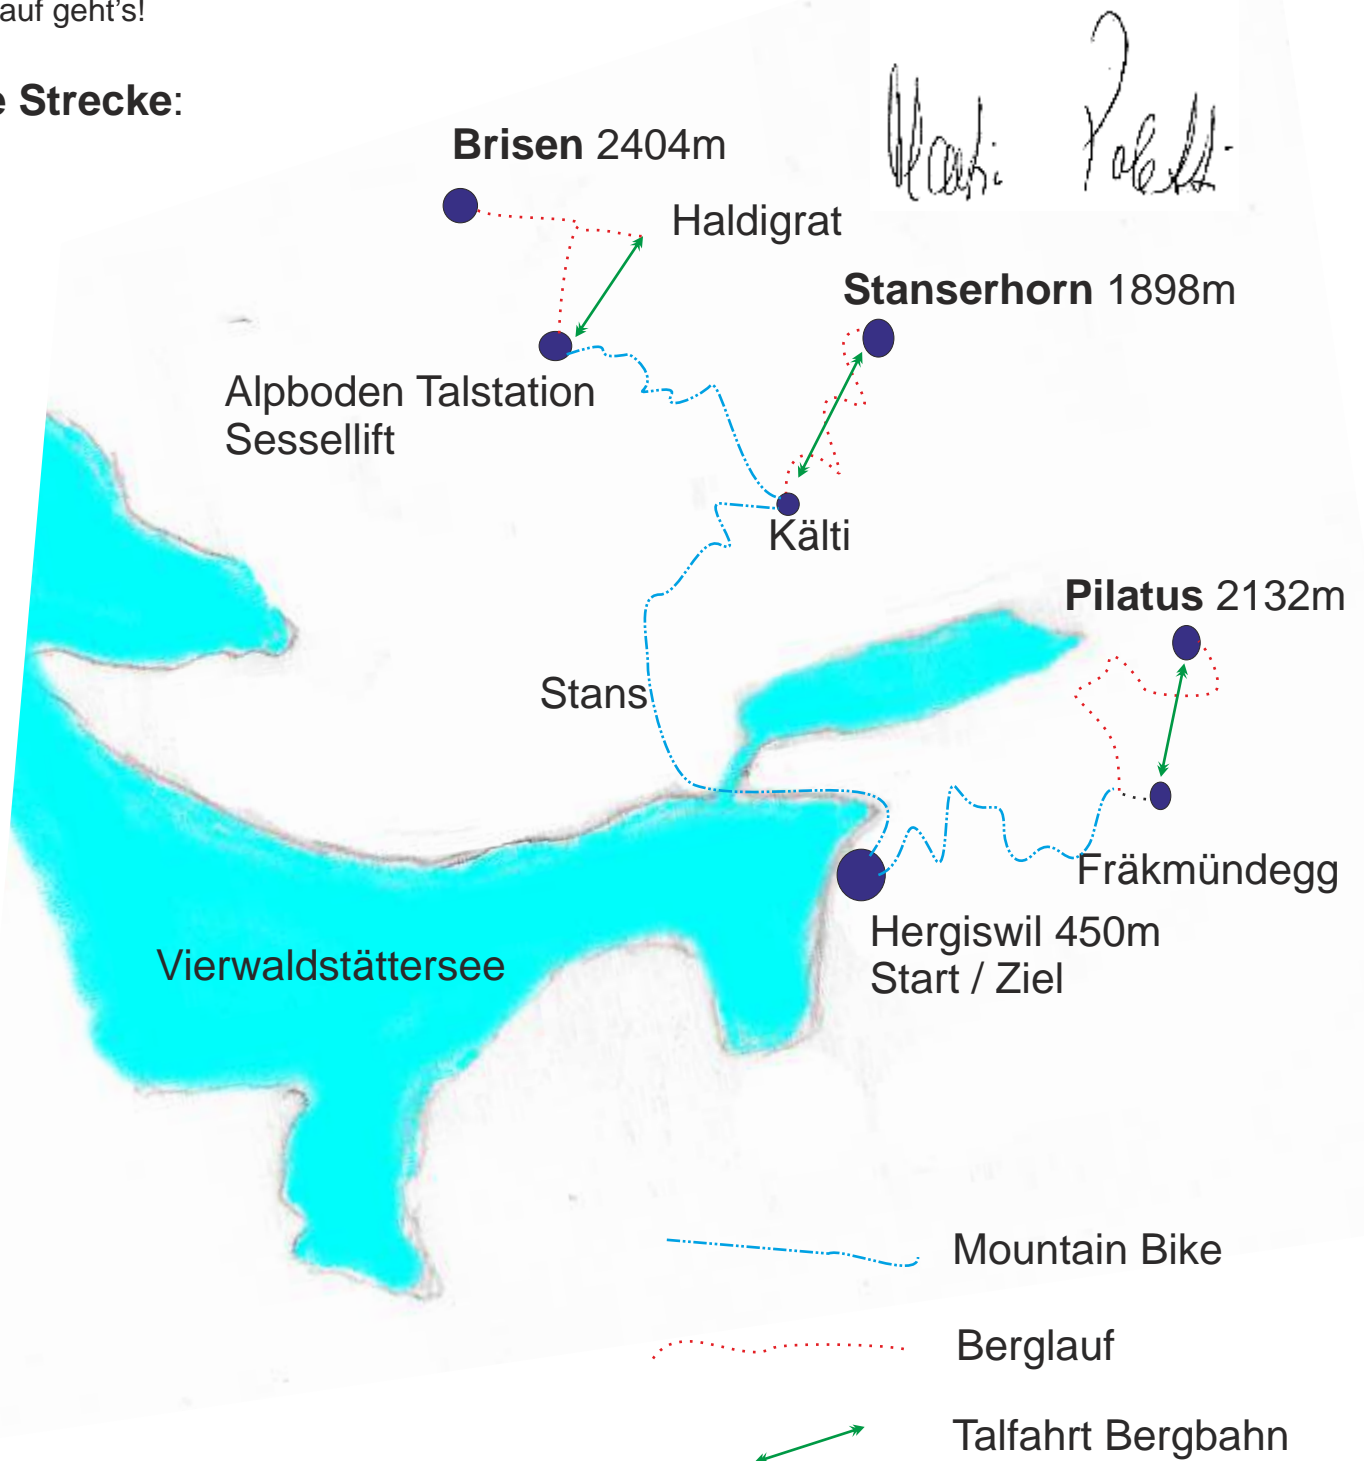 auf geht's!
e Strecke:
Brisen 2404m
Haldigrat
Stanserhorn 1898m
Alpboden Talstation
Sessellift
Kälti
Pilatus 2132m
Stans
Fräkmündegg
Hergiswil 450m
Start / Ziel
Vierwaldstättersee
Mountain Bike
Berglauf
Talfahrt Bergbahn